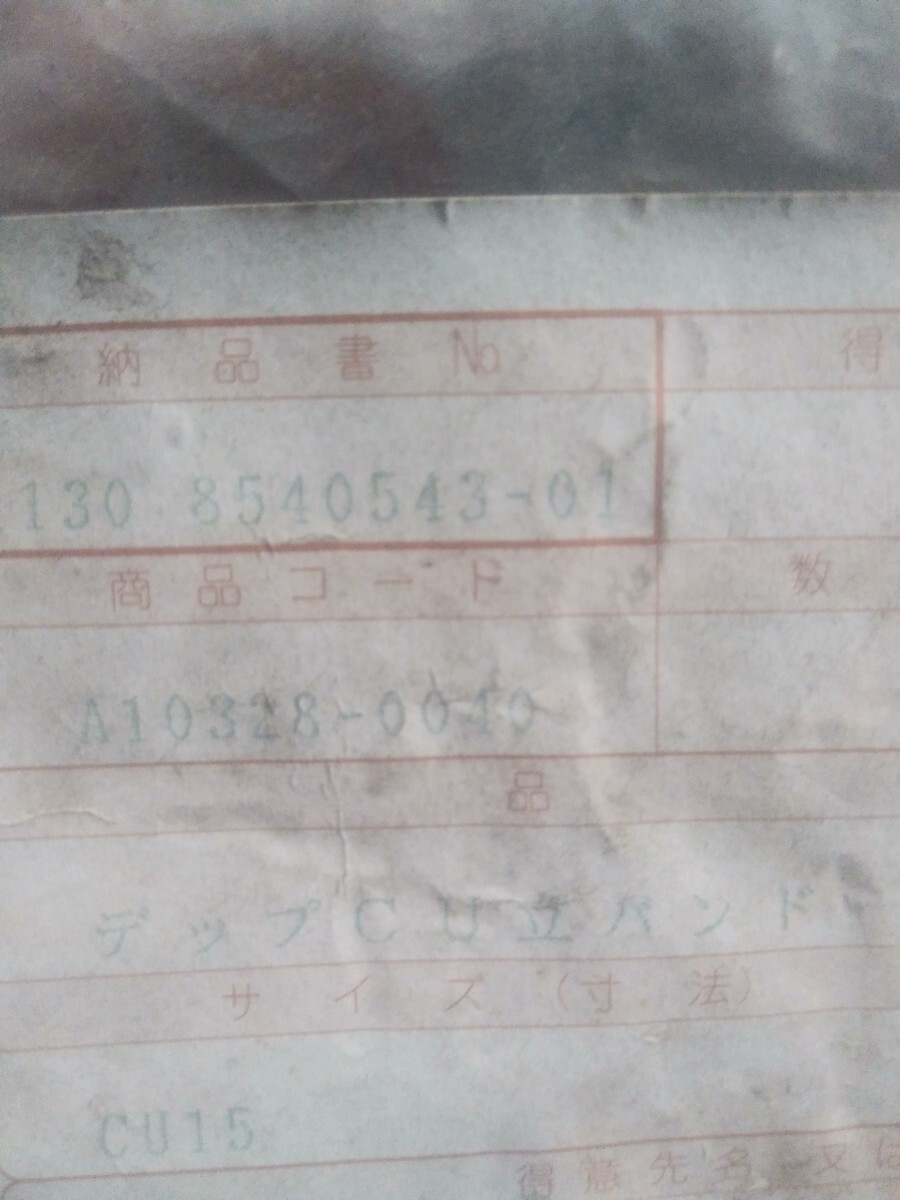 納品書No 得
130 8540543-01
商品コード 数
A10328-0040
品
デップCU立バンド
サイズ(寸法)
CU15
得意先名 又は